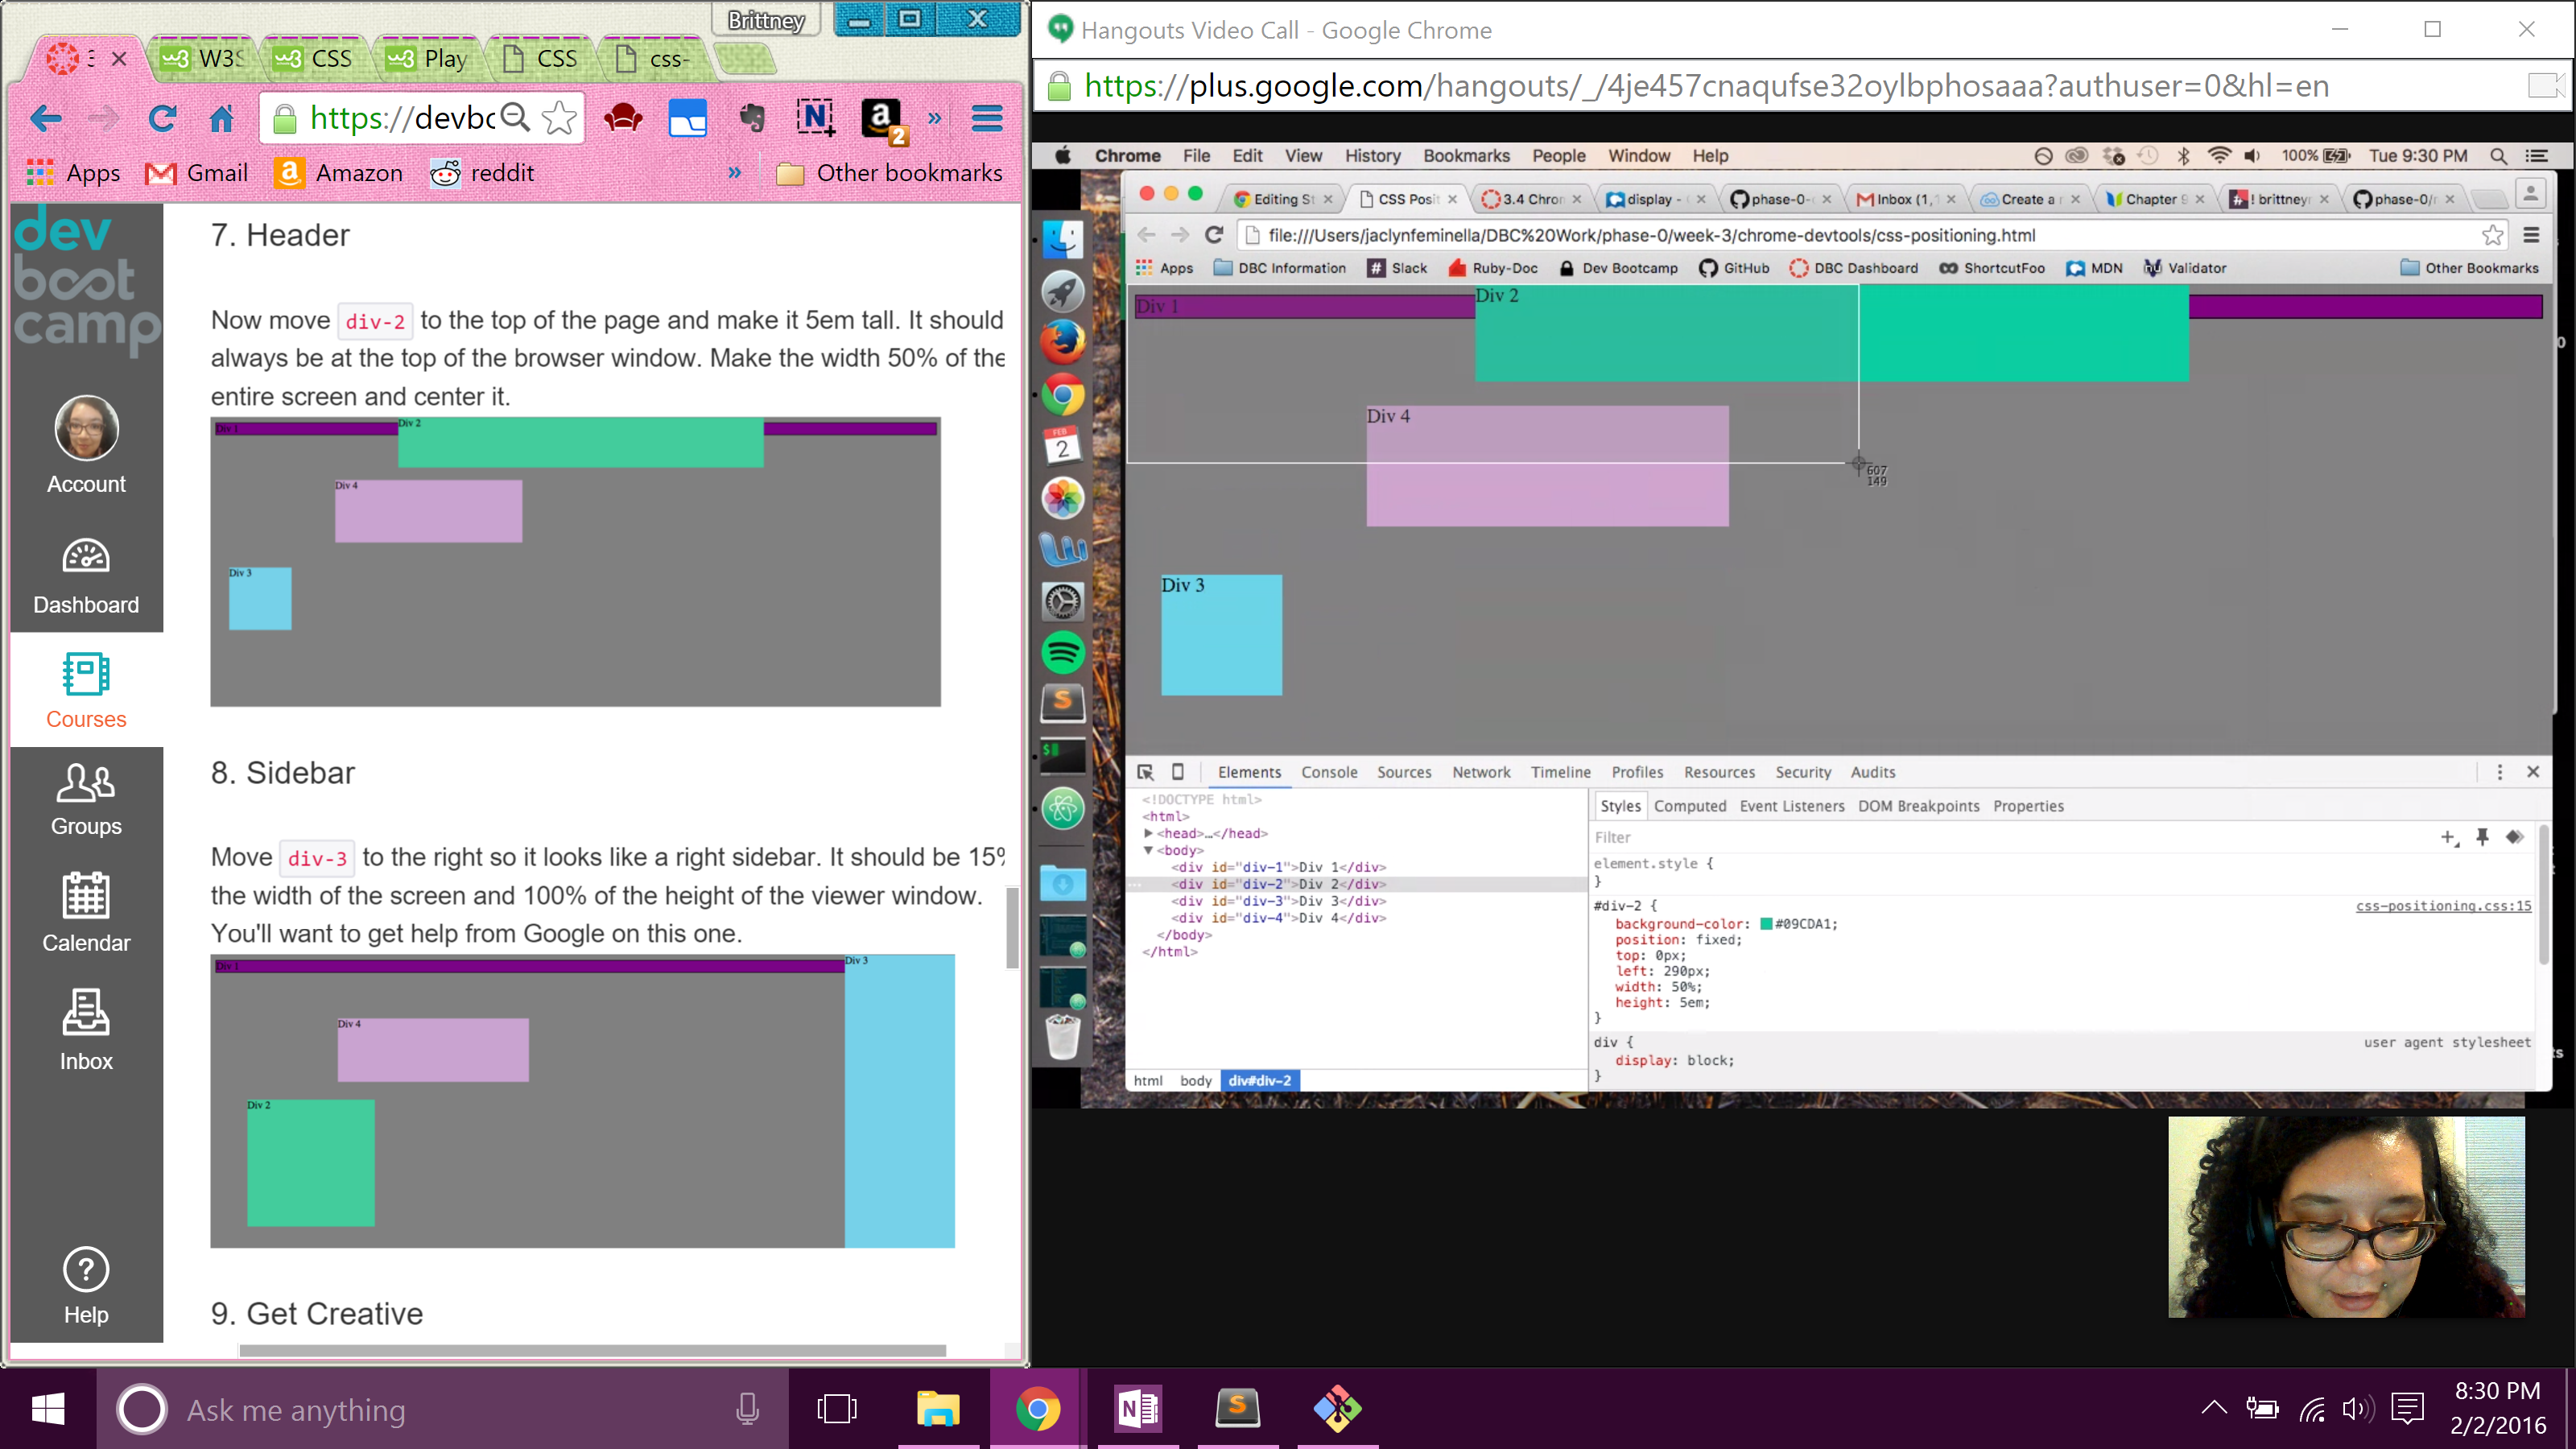 Brittney
W3S
CSS
Play
CSS
css-
https://devbc
2
Apps
Gmail
Amazon
reddit
Other bookmarks
dev
boot
camp
Account
Dashboard
Courses
Groups
Calendar
Inbox
Help
7. Header
Now move div-2 to the top of the page and make it 5em tall. It should
always be at the top of the browser window. Make the width 50% of the
entire screen and center it.
Div 1
Div 2
Div 4
Div 3
8. Sidebar
Move div-3 to the right so it looks like a right sidebar. It should be 15%
the width of the screen and 100% of the height of the viewer window.
You'll want to get help from Google on this one.
Div 1
Div 3
Div 4
Div 2
9. Get Creative
Hangouts Video Call - Google Chrome
https://plus.google.com/hangouts/_/4je457cnaqufse32oylbphosaaa?authuser=0&hl=en
Chrome File Edit View History Bookmarks People Window Help
100% Tue 9:30 PM
Editing St
CSS Posit
3.4 Chron
display -
phase-0-
Inbox (1,
Create a
Chapter 9
! brittney
phase-0/
file:///Users/jaclynfeminella/DBC%20Work/phase-0/week-3/chrome-devtools/css-positioning.html
Apps DBC Information Slack Ruby-Doc Dev Bootcamp GitHub DBC Dashboard ShortcutFoo MDN Validator Other Bookmarks
FEB
2
Div 1
Div 2
Div 4
607
149
Div 3
Elements Console Sources Network Timeline Profiles Resources Security Audits
<!DOCTYPE html>
<html>
<head>…</head>
<body>
<div id="div-1">Div 1</div>
<div id="div-2">Div 2</div>
<div id="div-3">Div 3</div>
<div id="div-4">Div 4</div>
</body>
</html>
html body div#div-2
Styles Computed Event Listeners DOM Breakpoints Properties
Filter
element.style {
}
#div-2 { css-positioning.css:15
background-color: #09CDA1;
position: fixed;
top: 0px;
left: 290px;
width: 50%;
height: 5em;
}
div { user agent stylesheet
display: block;
}
Ask me anything
8:30 PM
2/2/2016